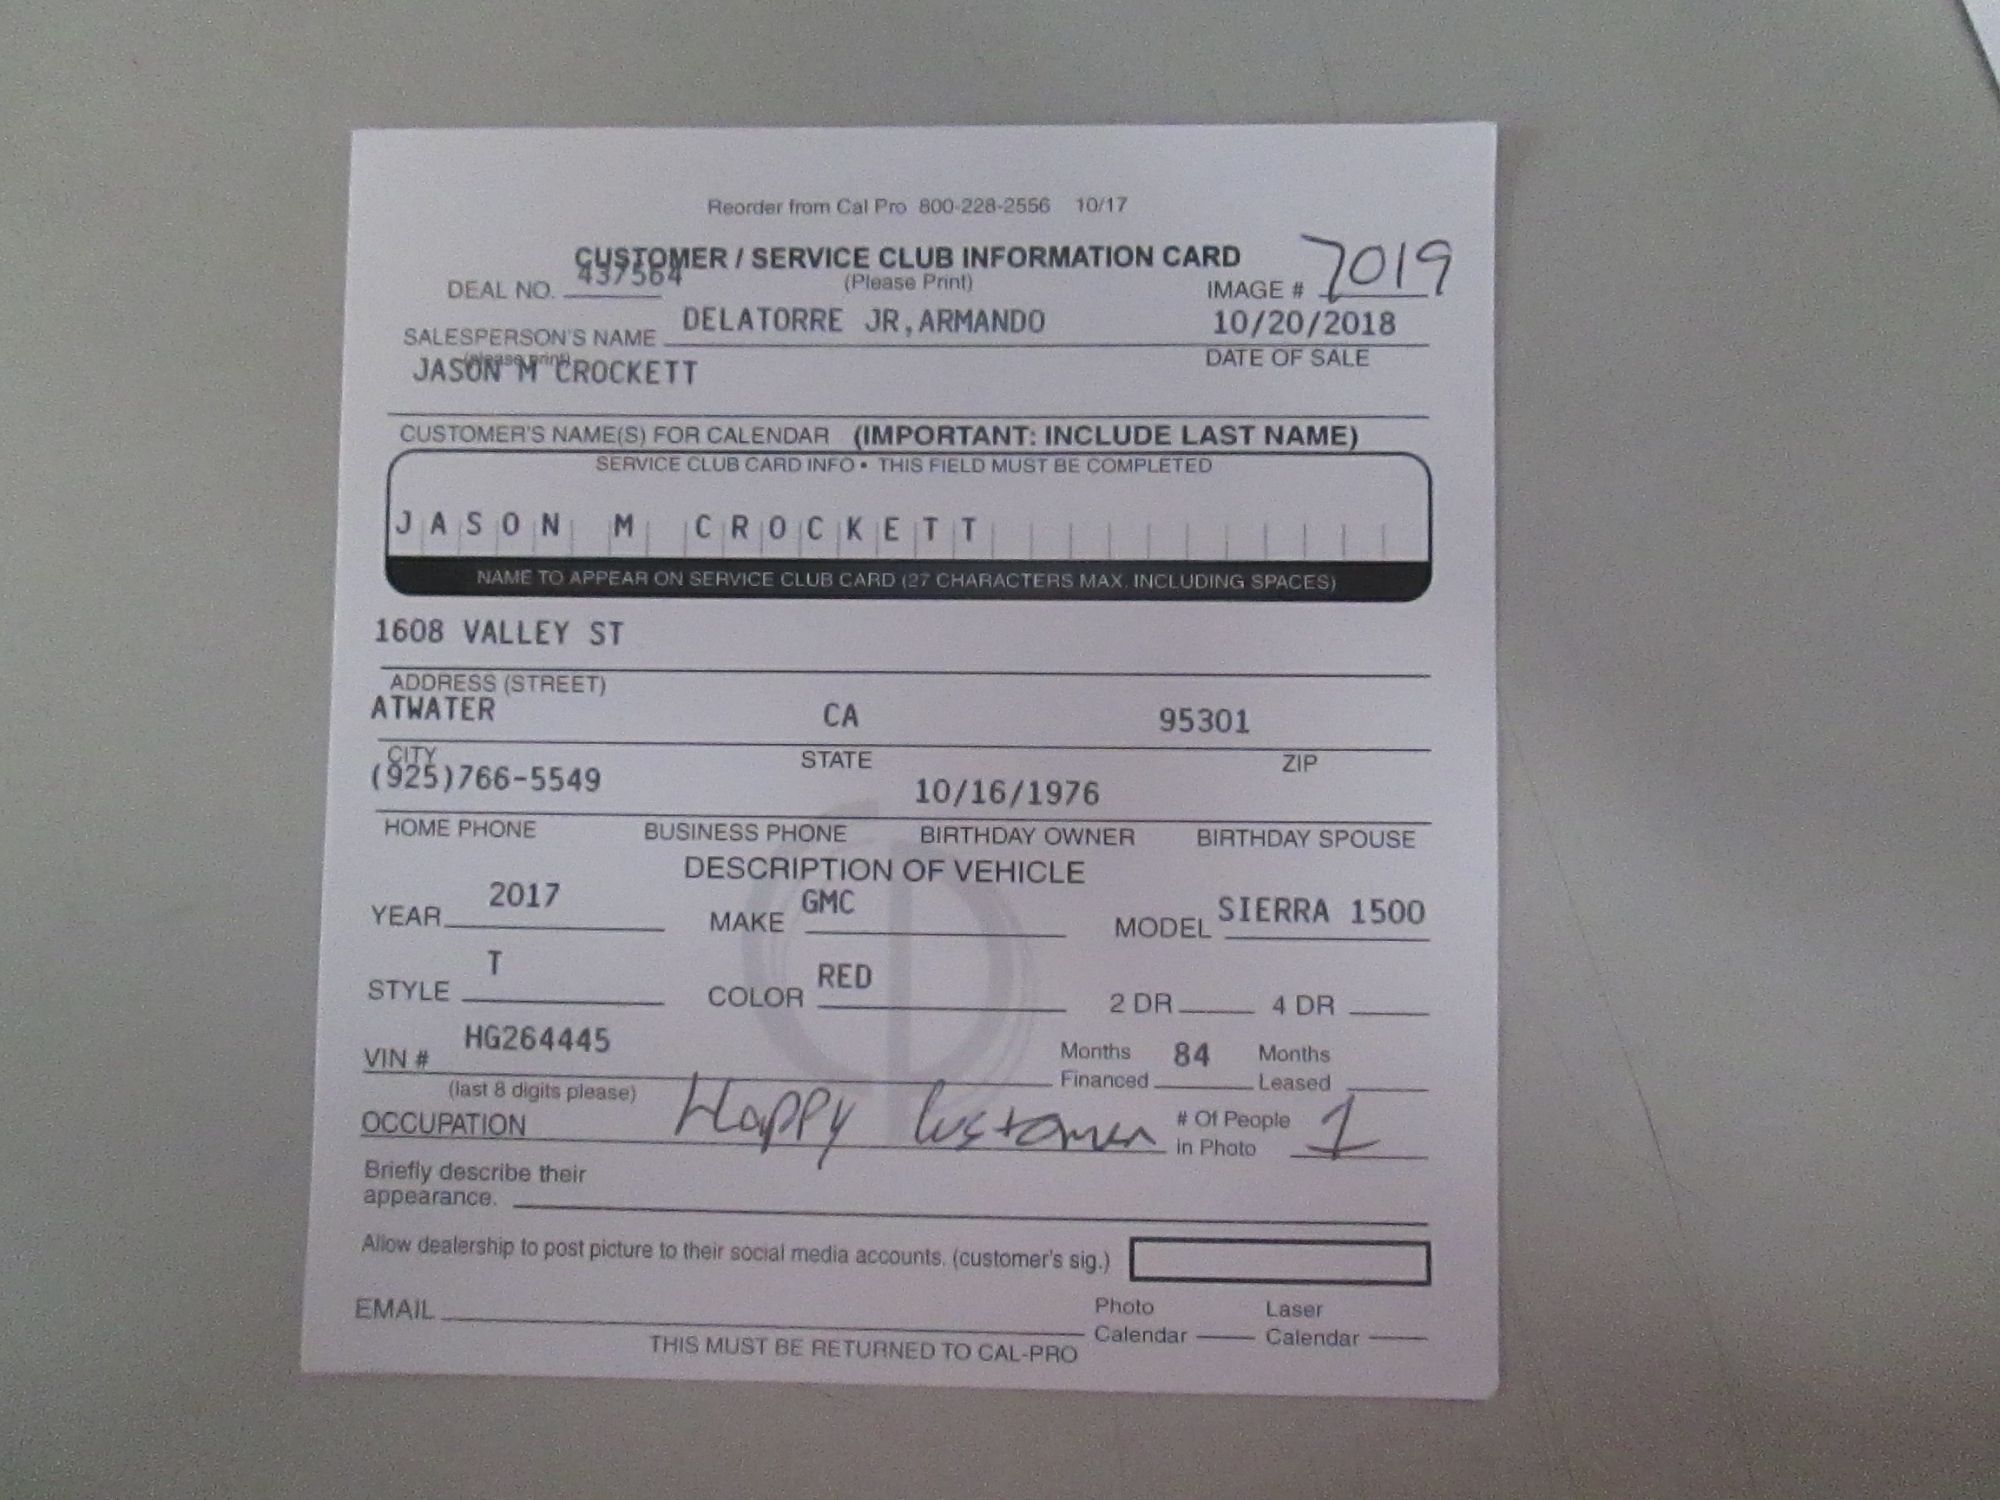 Reorder from Cal Pro 800-228-2556 10/17
CUSTOMER / SERVICE CLUB INFORMATION CARD
(Please Print)
DEAL NO. 437564
IMAGE # 7019
SALESPERSON'S NAME DELATORRE JR,ARMANDO 10/20/2018
(please print) DATE OF SALE
JASON M CROCKETT
CUSTOMER'S NAME(S) FOR CALENDAR (IMPORTANT: INCLUDE LAST NAME)
SERVICE CLUB CARD INFO • THIS FIELD MUST BE COMPLETED
JASON M CROCKETT
NAME TO APPEAR ON SERVICE CLUB CARD (27 CHARACTERS MAX. INCLUDING SPACES)
1608 VALLEY ST
ADDRESS (STREET)
ATWATER CA 95301
CITY STATE ZIP
(925)766-5549 10/16/1976
HOME PHONE BUSINESS PHONE BIRTHDAY OWNER BIRTHDAY SPOUSE
DESCRIPTION OF VEHICLE
YEAR 2017 MAKE GMC MODEL SIERRA 1500
STYLE T COLOR RED 2 DR 4 DR
VIN # HG264445 Months Financed 84 Months Leased
(last 8 digits please)
OCCUPATION Happy Customer # Of People in Photo 1
Briefly describe their
appearance.
Allow dealership to post picture to their social media accounts. (customer's sig.)
EMAIL Photo Calendar Laser Calendar
THIS MUST BE RETURNED TO CAL-PRO